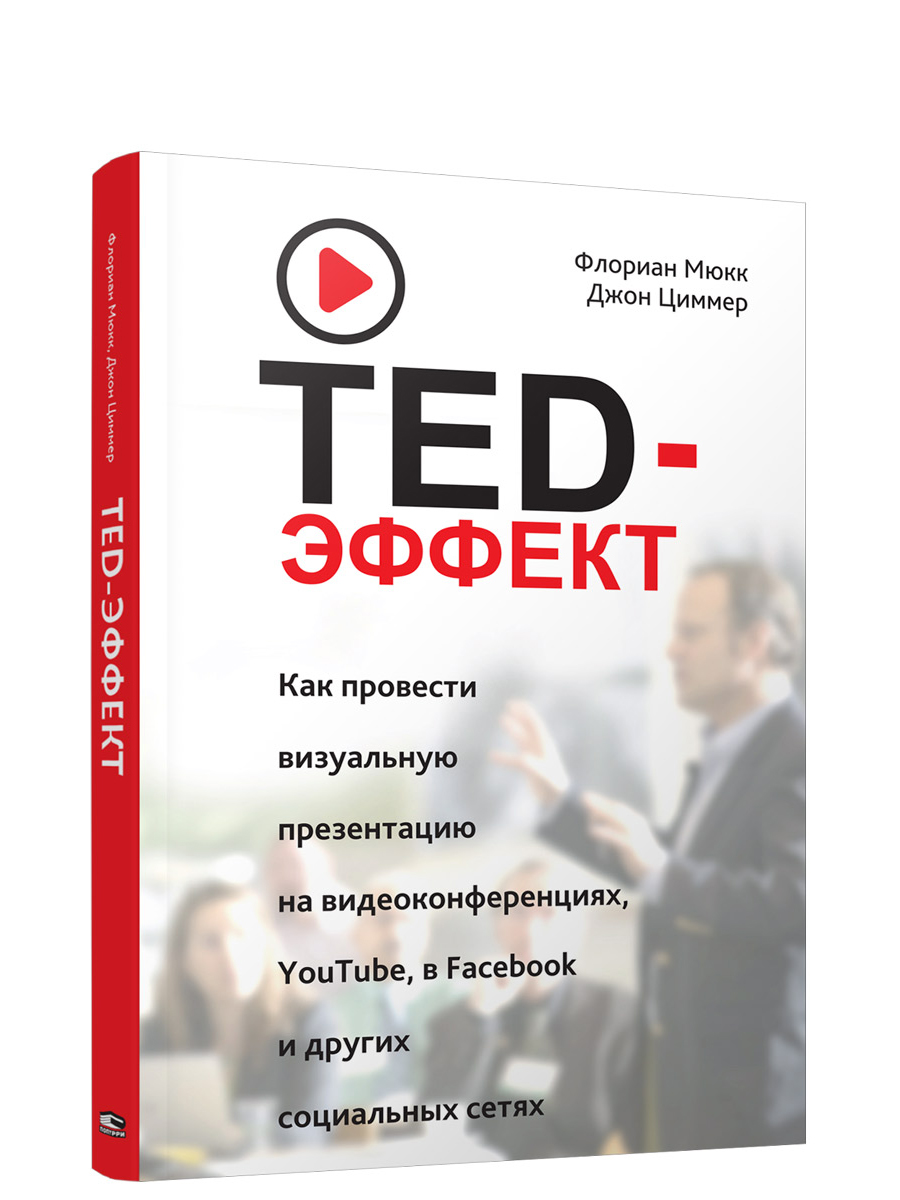 Флориан Мюкк
Джон Циммер
TED-
ЭФФЕКТ
Как провести
визуальную
презентацию
на видеоконференциях,
YouTube, в Facebook
и других
социальных сетях
Флориан Мюкк, Джон Циммер
TED-ЭФФЕКТ
ПОПУРРИ